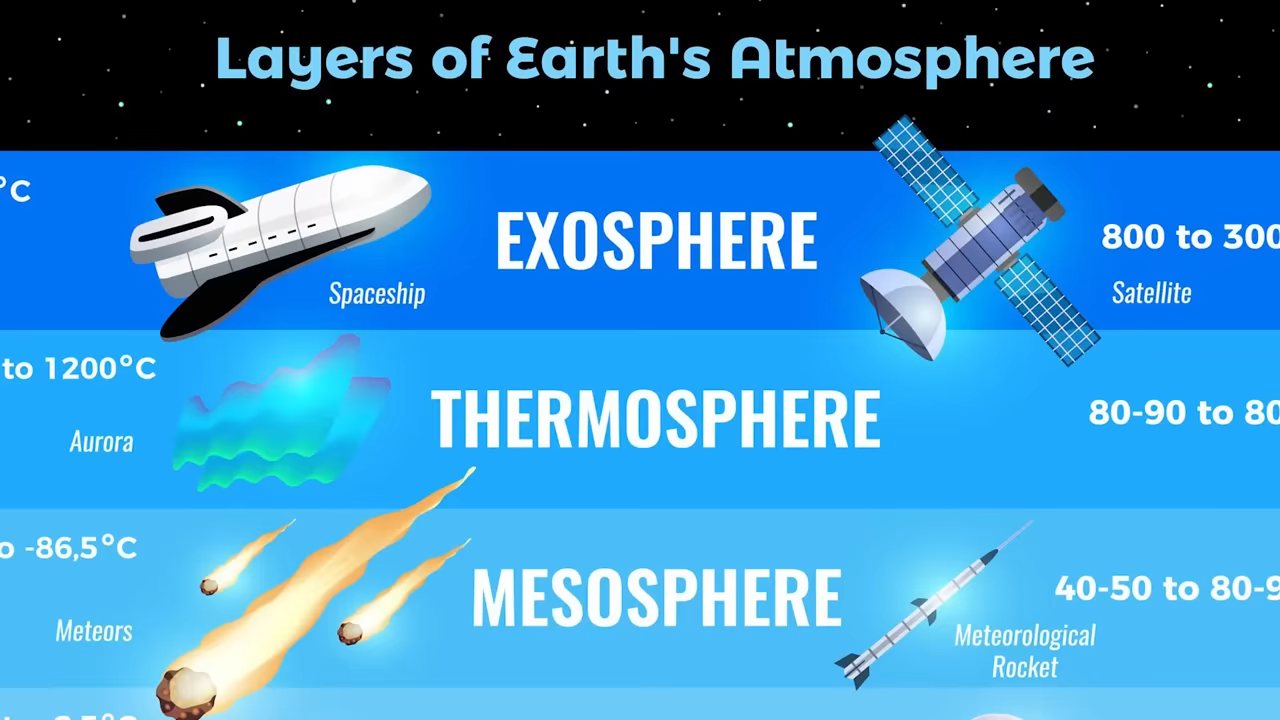 Layers of Earth's Atmosphere
°C
EXOSPHERE
800 to 300
Spaceship
Satellite
to 1200°C
THERMOSPHERE
80-90 to 80
Aurora
-86,5°C
MESOSPHERE
40-50 to 80-9
Meteors
Meteorological
Rocket